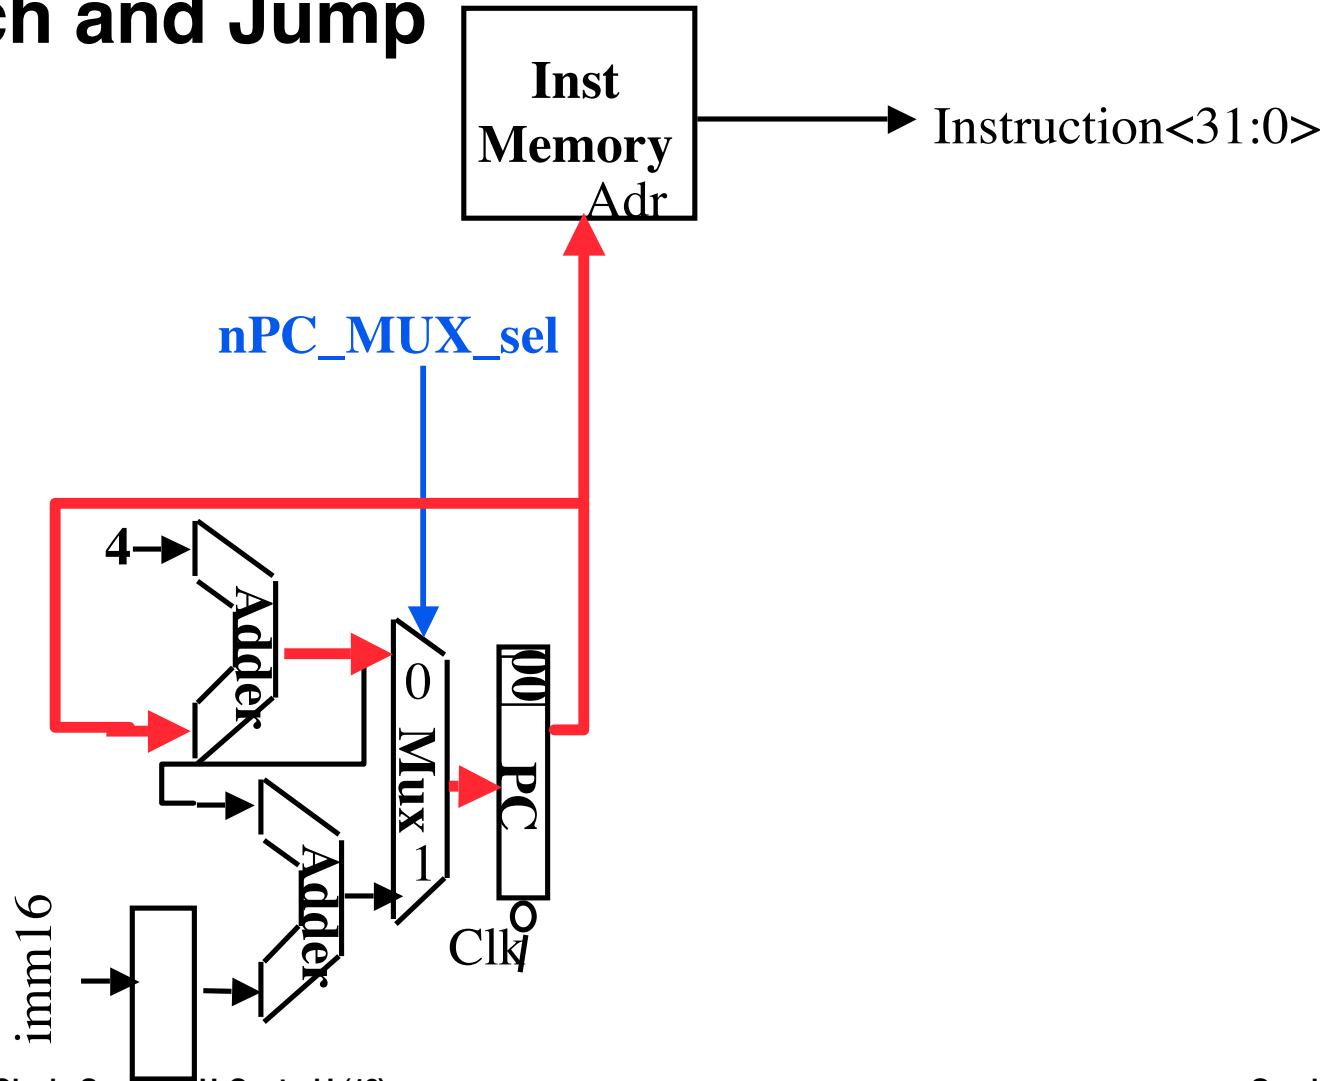 and Jump
Inst
Memory
Adr
Instruction<31:0>
nPC_MUX_sel
4
Adder
0
Mux
1
00
PC
Adder
Clk
imm16